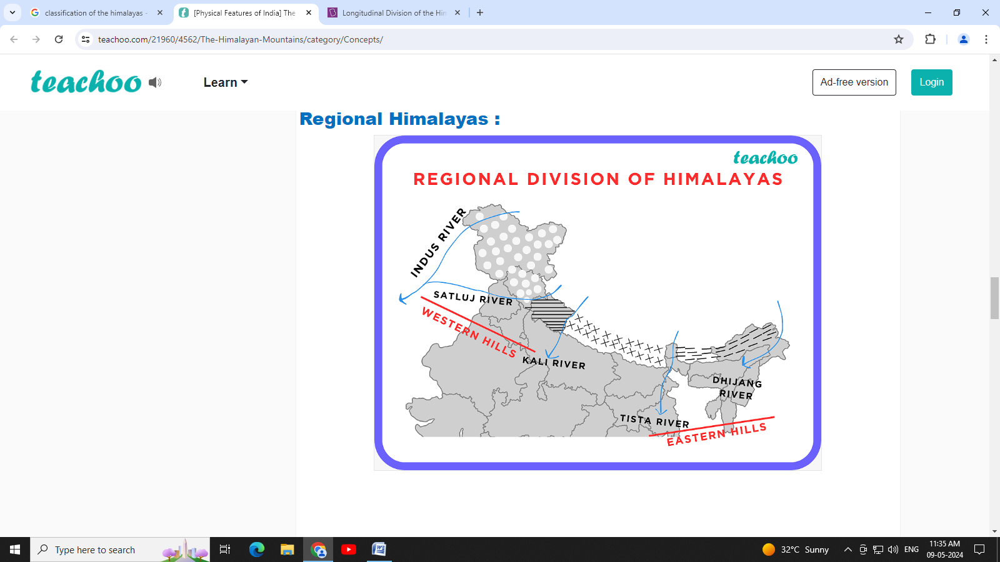 classification of the himalayas -
[Physical Features of India] The
Longitudinal Division of the Him
teachoo.com/21960/4562/The-Himalayan-Mountains/category/Concepts/
teachoo
Learn
Ad-free version
Login
Regional Himalayas :
teachoo
REGIONAL DIVISION OF HIMALAYAS
INDUS RIVER
SATLUJ RIVER
WESTERN HILLS
KALI RIVER
DHIJANG
RIVER
TISTA RIVER
EASTERN HILLS
Type here to search
32°C Sunny
ENG
11:35 AM
09-05-2024